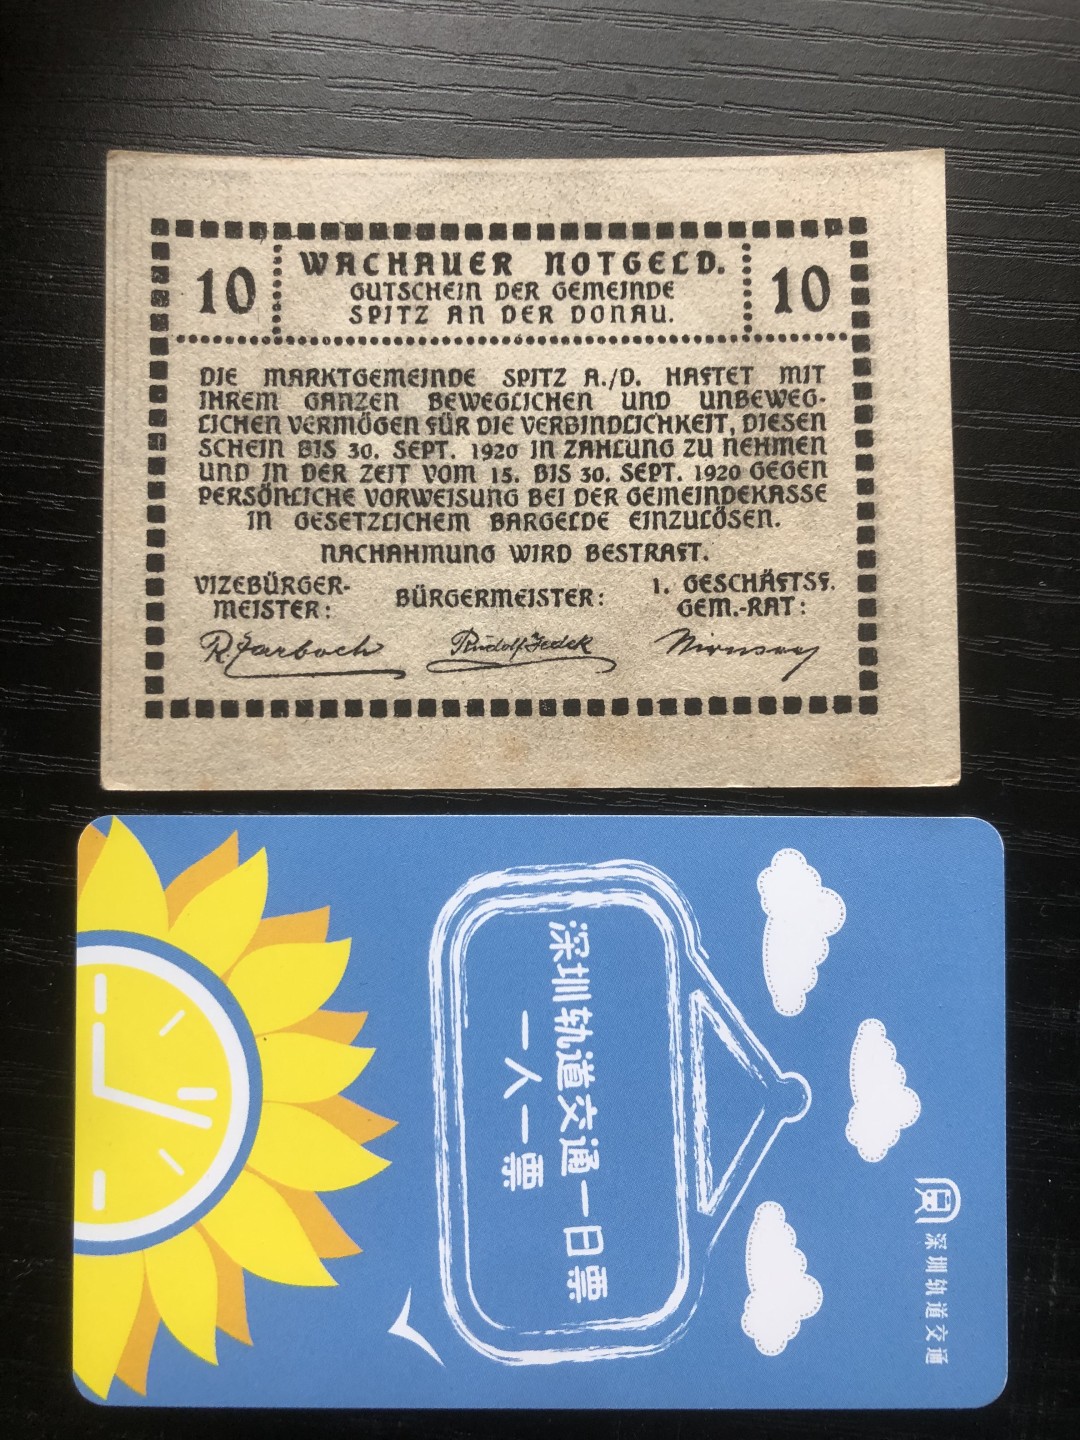 10
WACHAUER NOTGELD.
GUTSCHEIN DER GEMEINDE
SPITZ AN DER DONAU.
10
DIE MARKTGEMEINDE SPITZ A./D. HAFTET MIT
IHREM GANZEN BEWEGLICHEN UND UNBEWEG-
LICHEN VERMÖGEN FÜR DIE VERBINDLICHKEIT, DIESEN
SCHEIN BIS 30. SEPT. 1920 IN ZAHLUNG ZU NEHMEN
UND IN DER ZEIT VOM 15. BIS 30. SEPT. 1920 GEGEN
PERSÖNLICHE VORWEISUNG BEI DER GEMEINDEKASSE
IN GESETZLICHEM BARGELDE EINZULÖSEN.
NACHAHMUNG WIRD BESTRAFT.
VIZEBÜRGER-
MEISTER:
BÜRGERMEISTER:
1. GESCHÄFTSF.
GEM.-RAT:
Rudolf
深圳轨道交通一日票
一人一票
深圳轨道交通